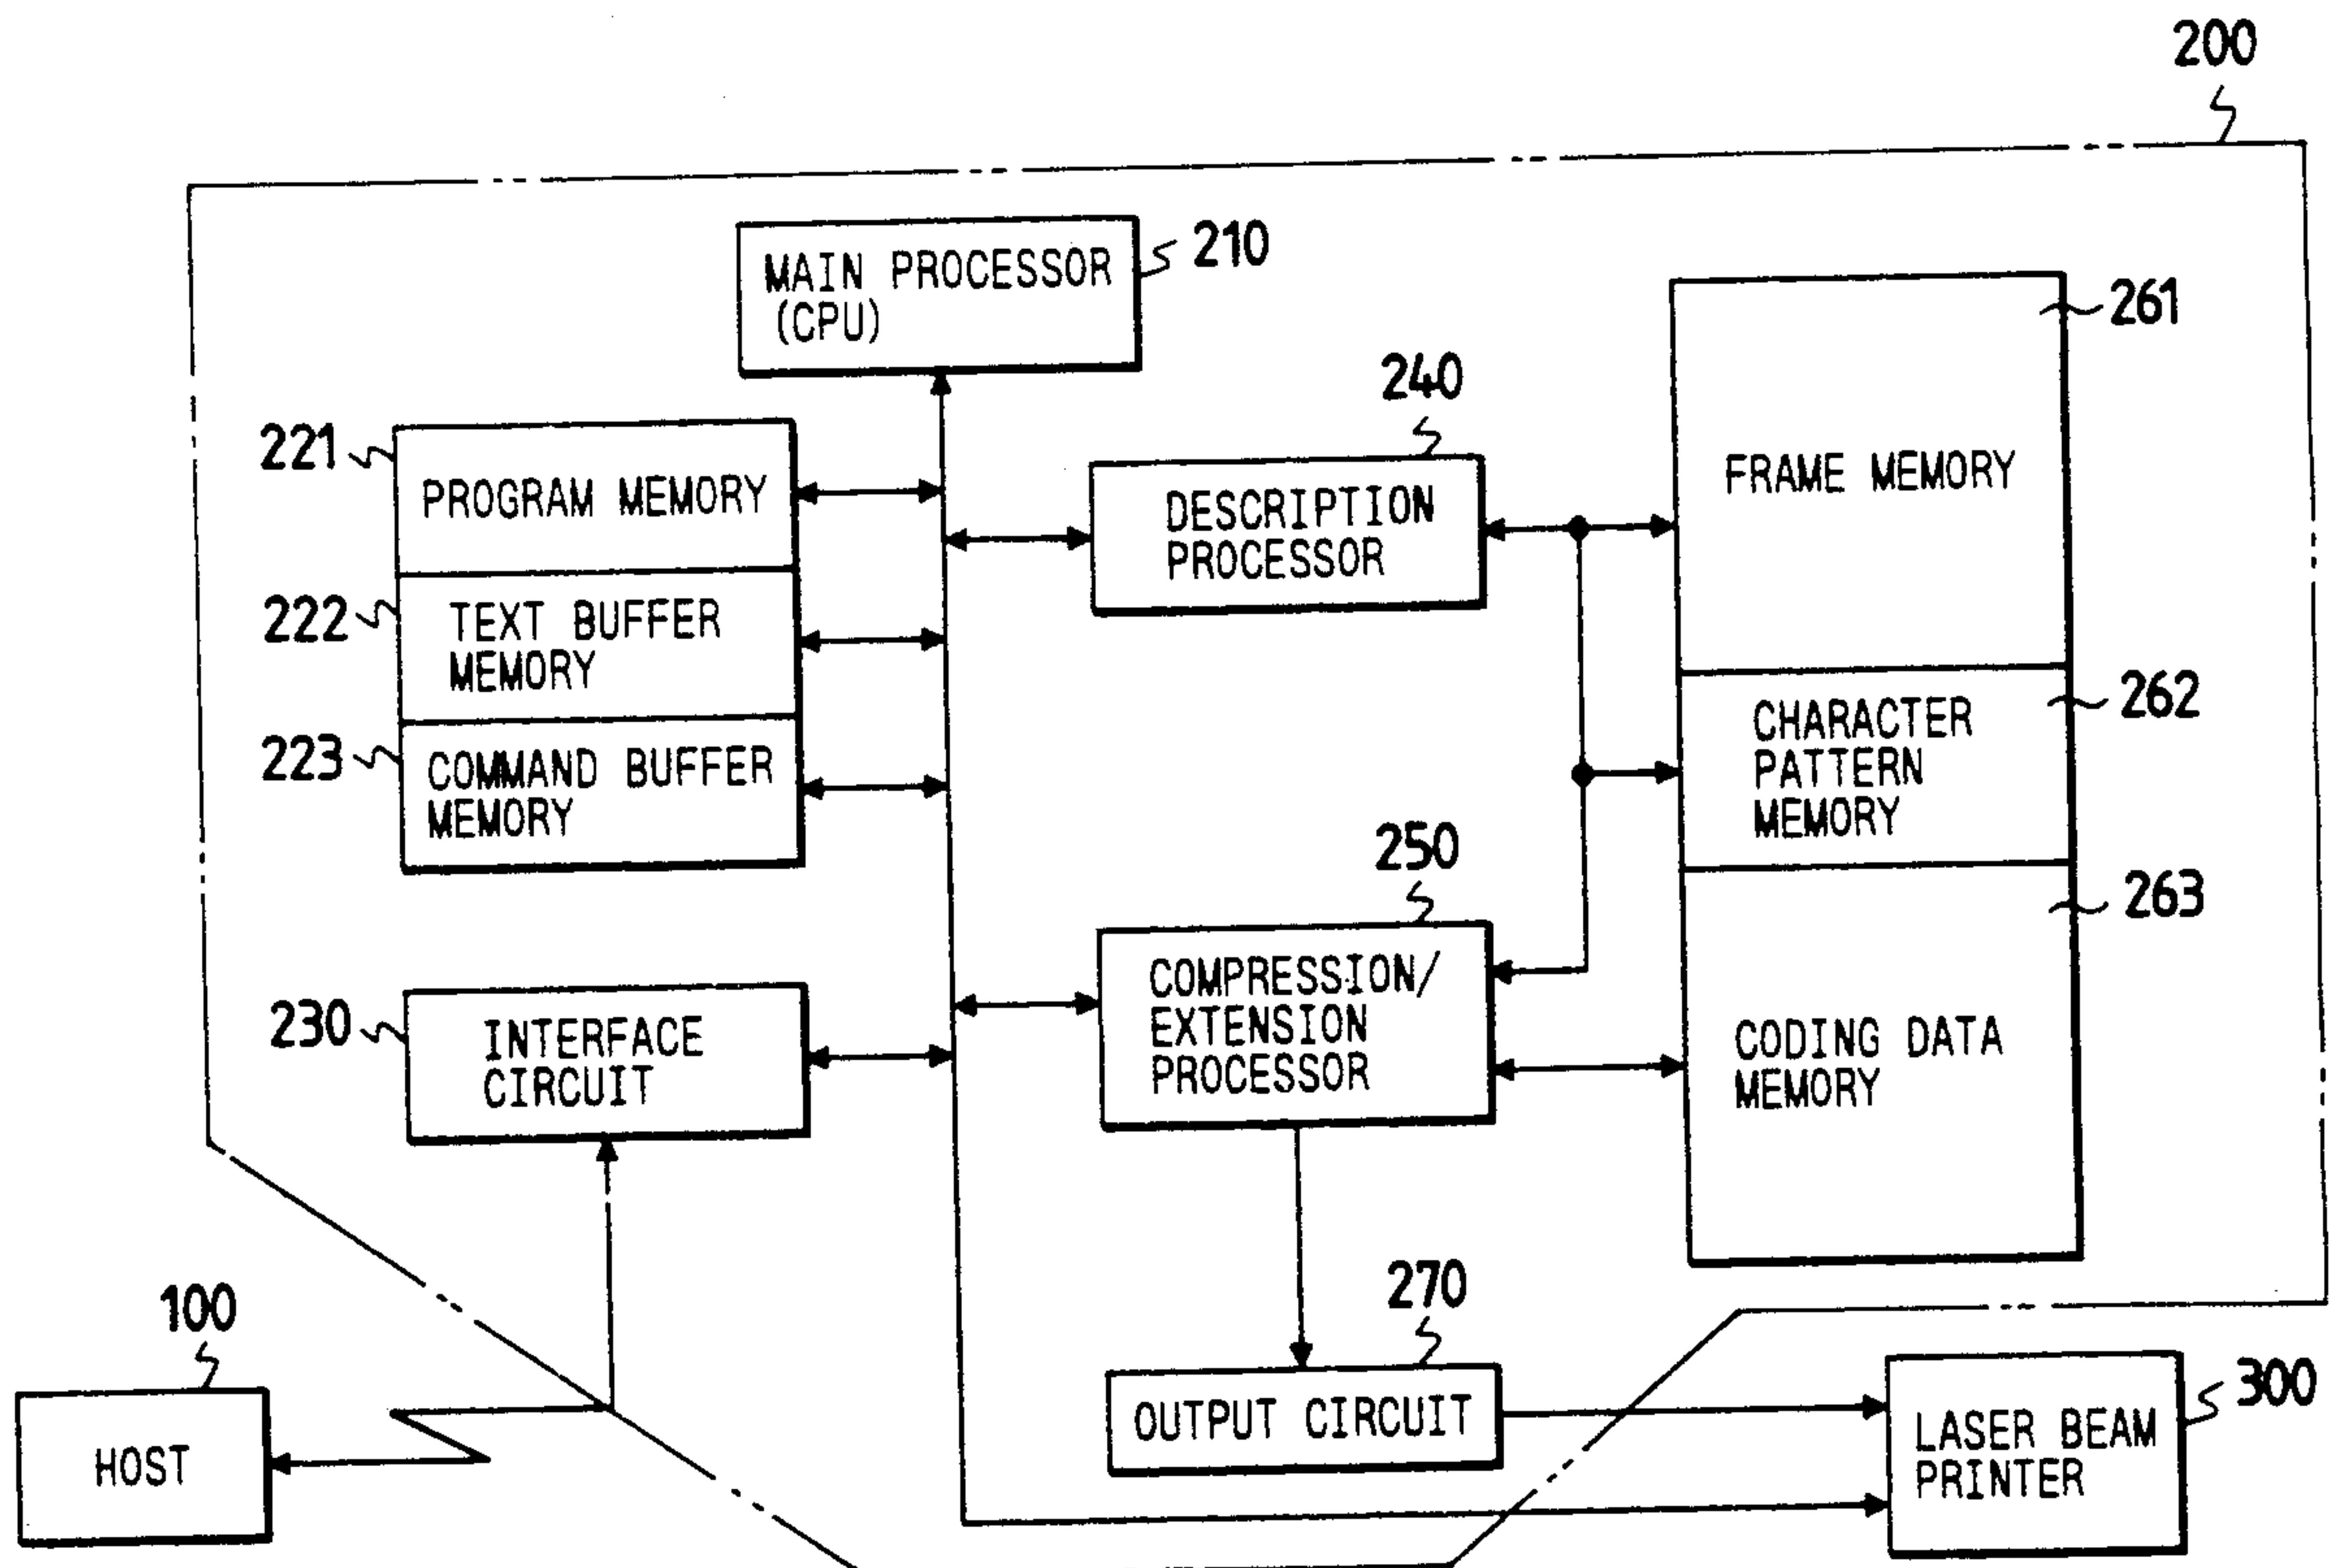 200
MAIN PROCESSOR
(CPU)
210
261
FRAME MEMORY
240
DESCRIPTION
PROCESSOR
221
PROGRAM MEMORY
222
TEXT BUFFER
MEMORY
223
COMMAND BUFFER
MEMORY
262
CHARACTER
PATTERN
MEMORY
250
COMPRESSION/
EXTENSION
PROCESSOR
263
CODING DATA
MEMORY
230
INTERFACE
CIRCUIT
100
HOST
270
OUTPUT CIRCUIT
300
LASER BEAM
PRINTER